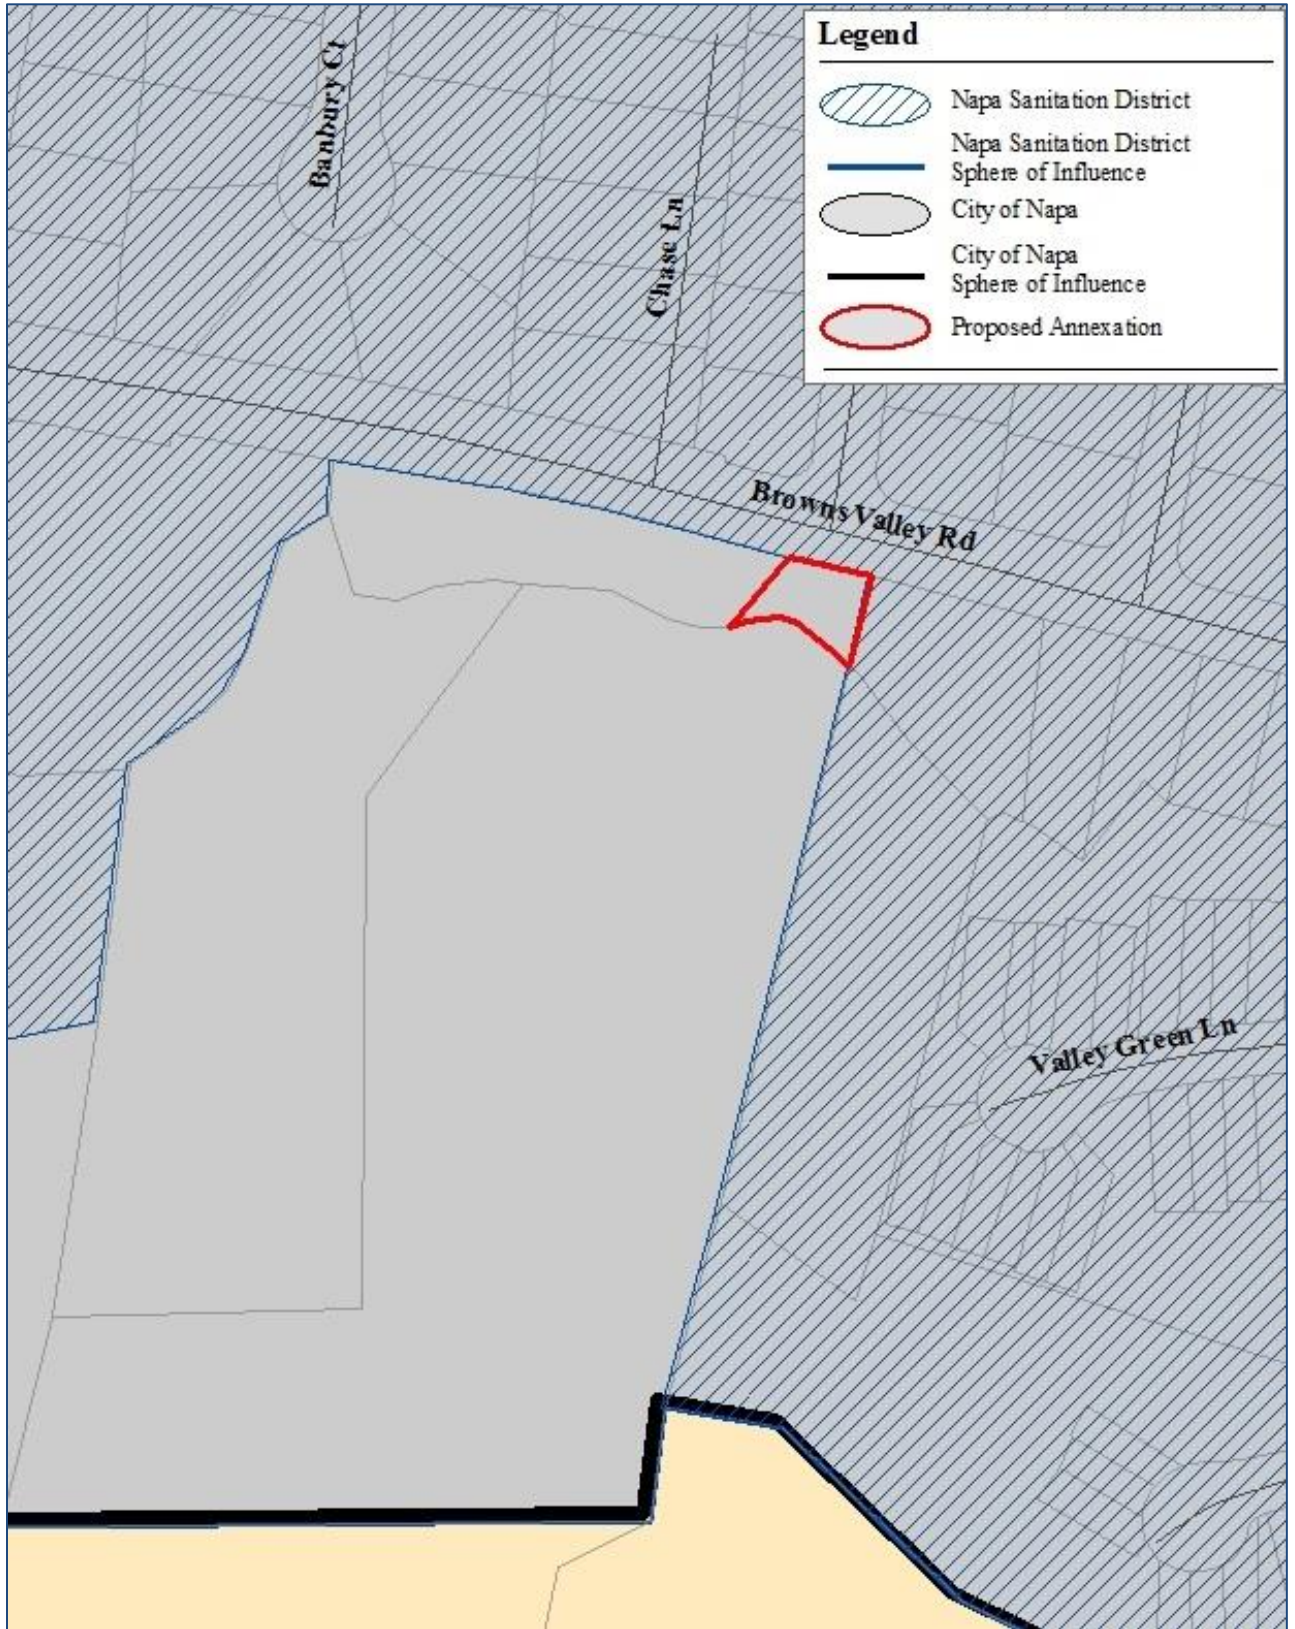 Legend
Napa Sanitation District
Napa Sanitation District
Sphere of Influence
City of Napa
City of Napa
Sphere of Influence
Proposed Annexation
Banbury Ct
Chase Ln
Browns Valley Rd
Valley Green Ln